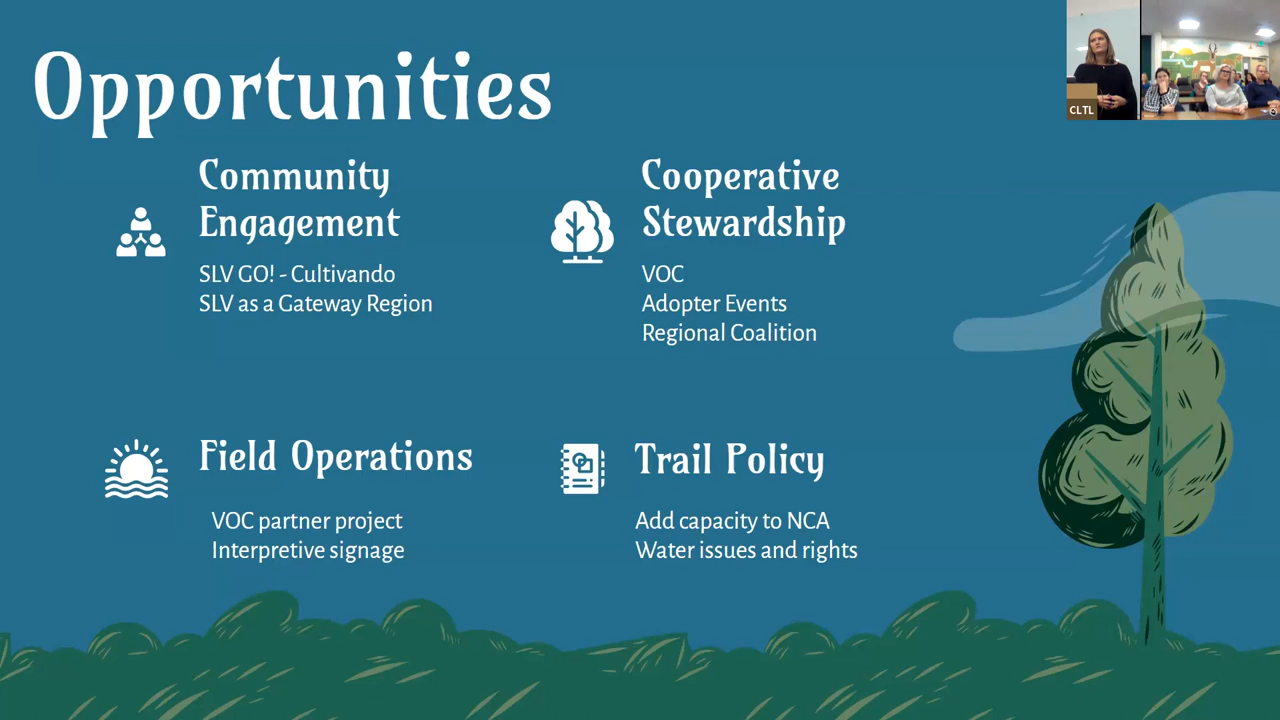 Opportunities
CLTL
Community
Engagement
SLV GO! - Cultivando
SLV as a Gateway Region
Cooperative
Stewardship
VOC
Adopter Events
Regional Coalition
Field Operations
VOC partner project
Interpretive signage
Trail Policy
Add capacity to NCA
Water issues and rights